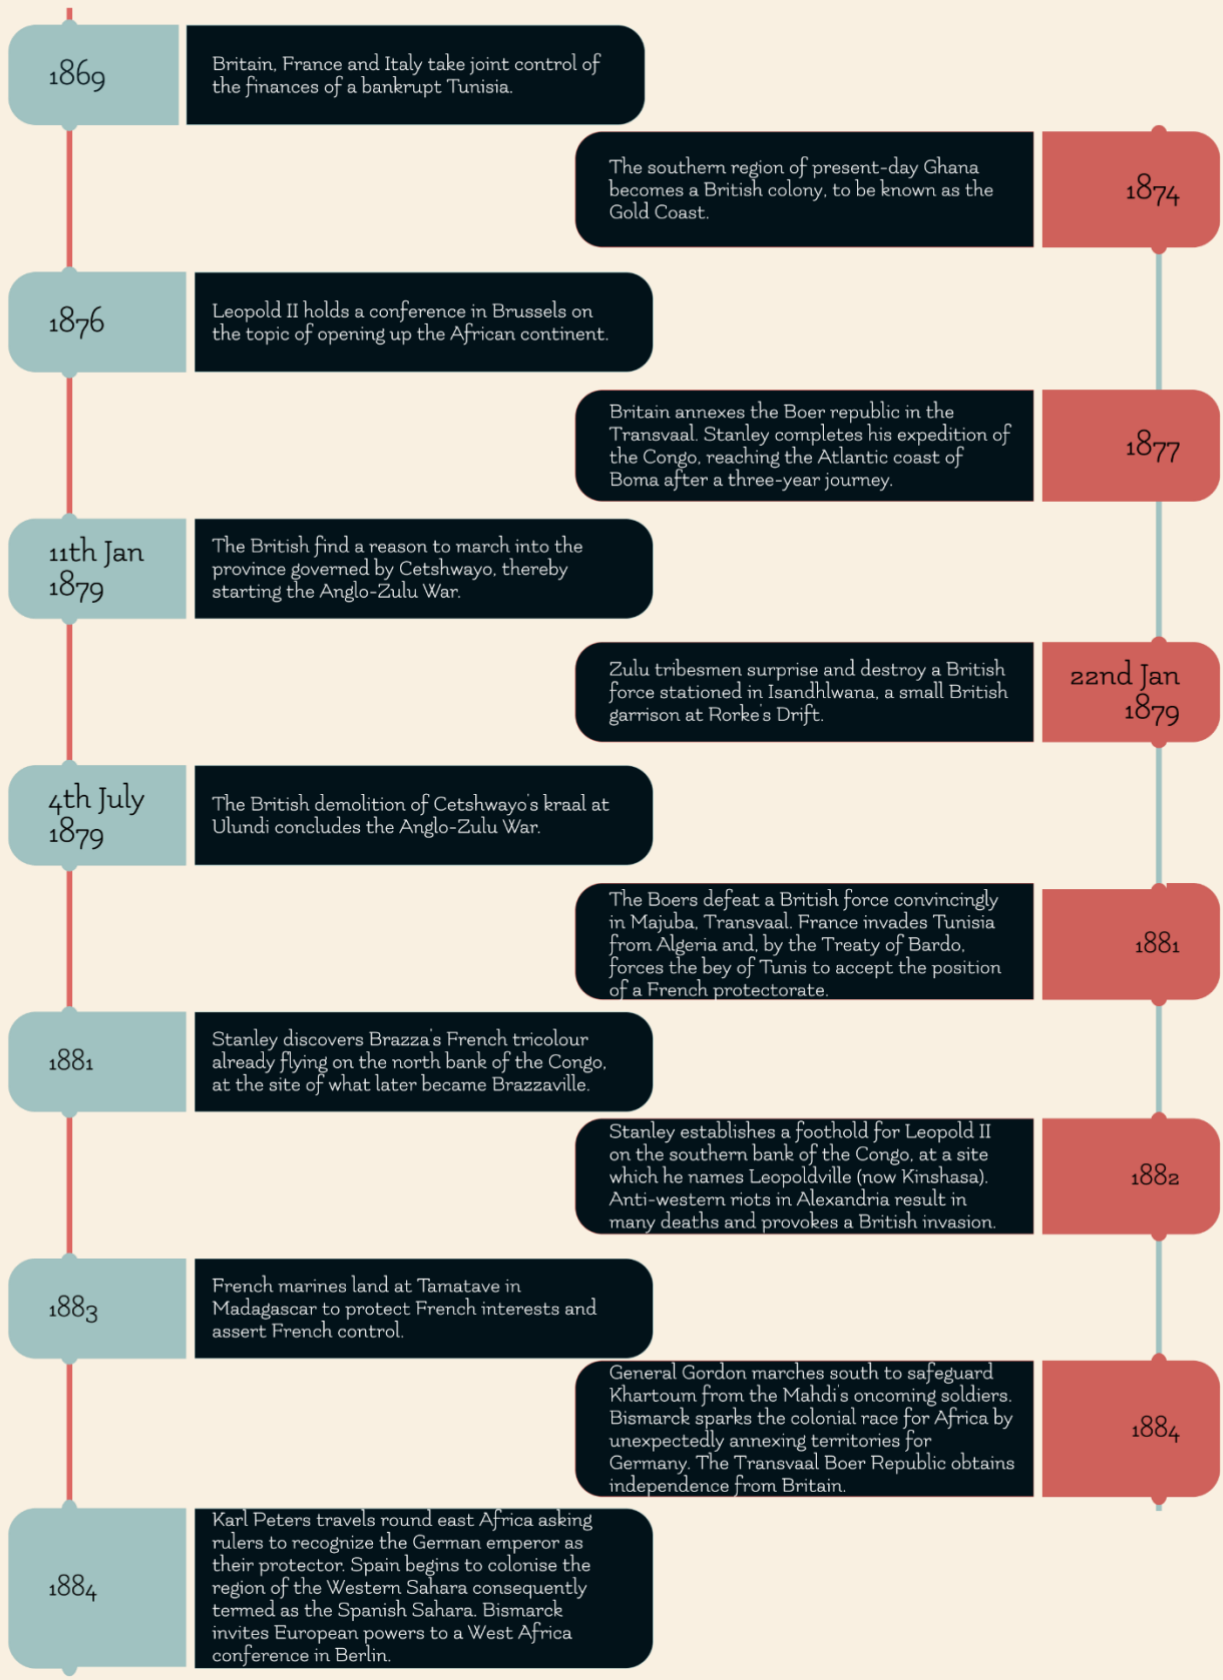 1869
Britain, France and Italy take joint control of
the finances of a bankrupt Tunisia.
The southern region of present-day Ghana
becomes a British colony, to be known as the
Gold Coast.
1874
1876
Leopold II holds a conference in Brussels on
the topic of opening up the African continent.
Britain annexes the Boer republic in the
Transvaal. Stanley completes his expedition of
the Congo, reaching the Atlantic coast of
Boma after a three-year journey.
1877
11th Jan
1879
The British find a reason to march into the
province governed by Cetshwayo, thereby
starting the Anglo-Zulu War.
Zulu tribesmen surprise and destroy a British
force stationed in Isandhlwana, a small British
garrison at Rorke's Drift.
22nd Jan
1879
4th July
1879
The British demolition of Cetshwayo's kraal at
Ulundi concludes the Anglo-Zulu War.
The Boers defeat a British force convincingly
in Majuba, Transvaal. France invades Tunisia
from Algeria and, by the Treaty of Bardo,
forces the bey of Tunis to accept the position
of a French protectorate.
1881
1881
Stanley discovers Brazza's French tricolour
already flying on the north bank of the Congo,
at the site of what later became Brazzaville.
Stanley establishes a foothold for Leopold II
on the southern bank of the Congo, at a site
which he names Leopoldville (now Kinshasa).
Anti-western riots in Alexandria result in
many deaths and provokes a British invasion.
1882
1883
French marines land at Tamatave in
Madagascar to protect French interests and
assert French control.
General Gordon marches south to safeguard
Khartoum from the Mahdi's oncoming soldiers.
Bismarck sparks the colonial race for Africa by
unexpectedly annexing territories for
Germany. The Transvaal Boer Republic obtains
independence from Britain.
1884
1884
Karl Peters travels round east Africa asking
rulers to recognize the German emperor as
their protector. Spain begins to colonise the
region of the Western Sahara consequently
termed as the Spanish Sahara. Bismarck
invites European powers to a West Africa
conference in Berlin.